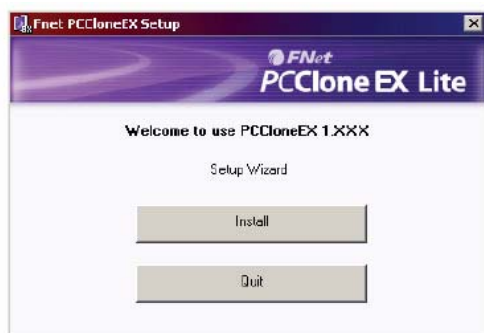 Fnet PCCloneEX Setup
FNet
PCClone EX Lite
Welcome to use PCCloneEX 1.XXX
Setup Wizard
Install
Quit